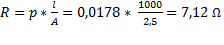 R = p * l/A = 0,0178 * 1000/2,5 = 7,12 Ω